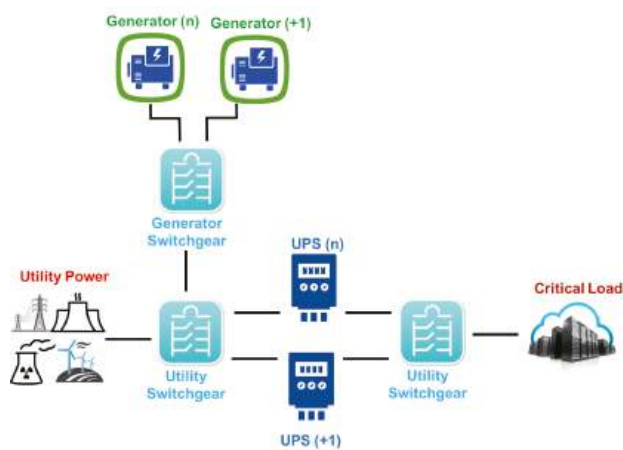 Generator (n)
Generator (+1)
Generator
Switchgear
UPS (n)
Utility Power
Critical Load
Utility
Switchgear
Utility
Switchgear
UPS (+1)